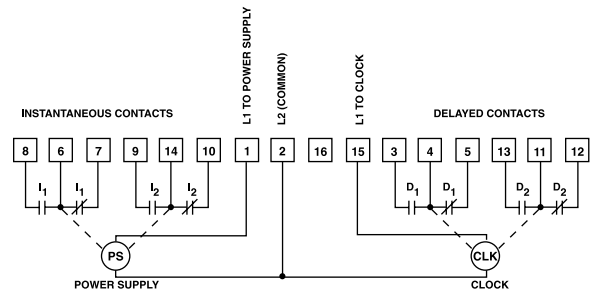 L1 TO POWER SUPPLY
L2 (COMMON)
L1 TO CLOCK
INSTANTANEOUS CONTACTS
DELAYED CONTACTS
8 6 7 9 14 10 1 2 16 15 3 4 5 13 11 12
I1 I1 I2 I2 D1 D1 D2 D2
PS CLK
POWER SUPPLY CLOCK